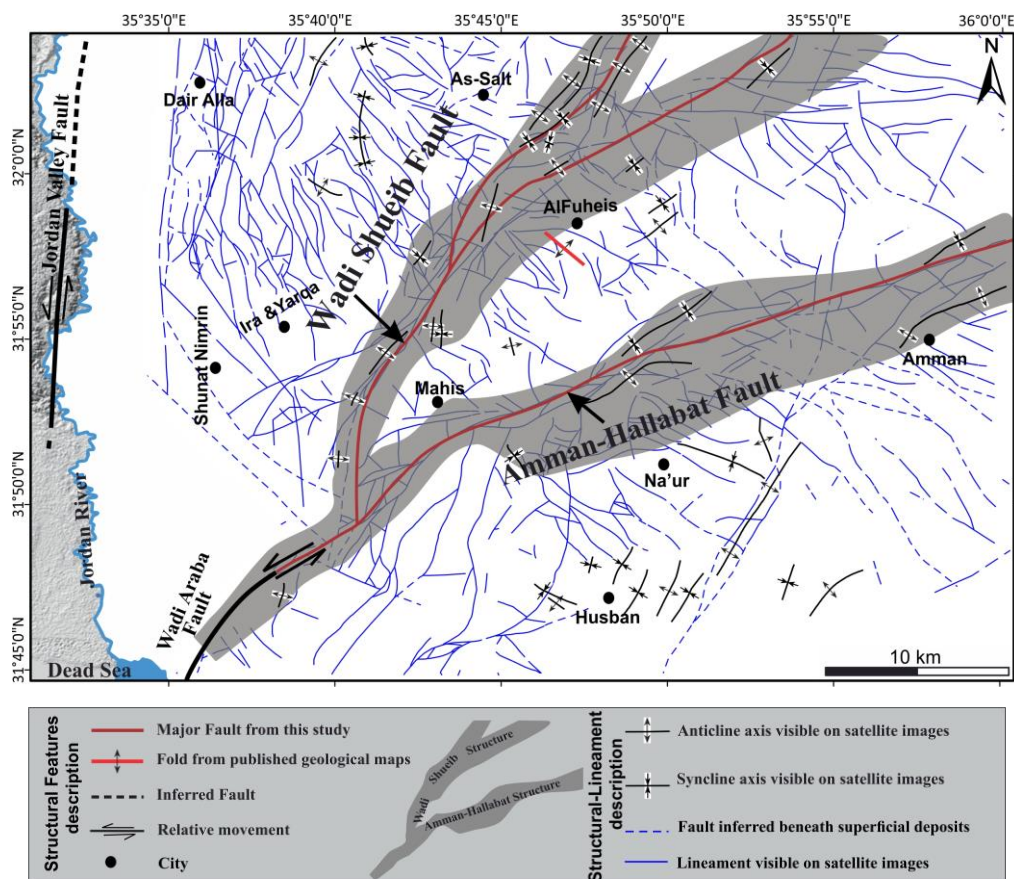 35°35'0"E 35°40'0"E 35°45'0"E 35°50'0"E 35°55'0"E 36°0'0"E
N
As-Salt
Dair Alla
Jordan Valley Fault
32°0'0"N
Wadi Shueib Fault
AlFuheis
Ira &Yarqa
31°55'0"N
Shunat Nimrin
Amman
Mahis
Amman-Hallabat Fault
Na'ur
31°50'0"N
Jordan River
Wadi Araba
Fault
Husban
31°45'0"N
Dead Sea
10 km
Structural Features
description
Major Fault from this study
Fold from published geological maps
Inferred Fault
Relative movement
City
Wadi Shueib Structure
Amman-Hallabat Structure
Structural-Lineament
description
Anticline axis visible on satellite images
Syncline axis visible on satellite images
Fault inferred beneath superficial deposits
Lineament visible on satellite images